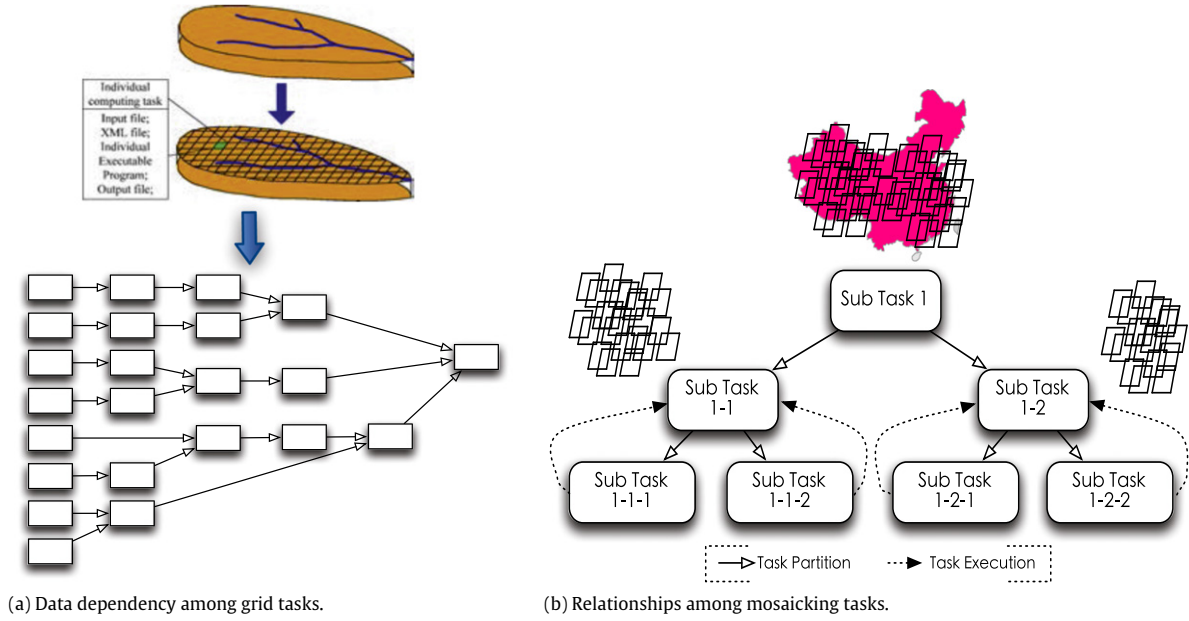 Individual
computing task
Input file;
XML file;
Individual
Executable
Program;
Output file;
(a) Data dependency among grid tasks.
Sub Task 1
Sub Task
1-1
Sub Task
1-2
Sub Task
1-1-1
Sub Task
1-1-2
Sub Task
1-2-1
Sub Task
1-2-2
Task Partition
Task Execution
(b) Relationships among mosaicking tasks.